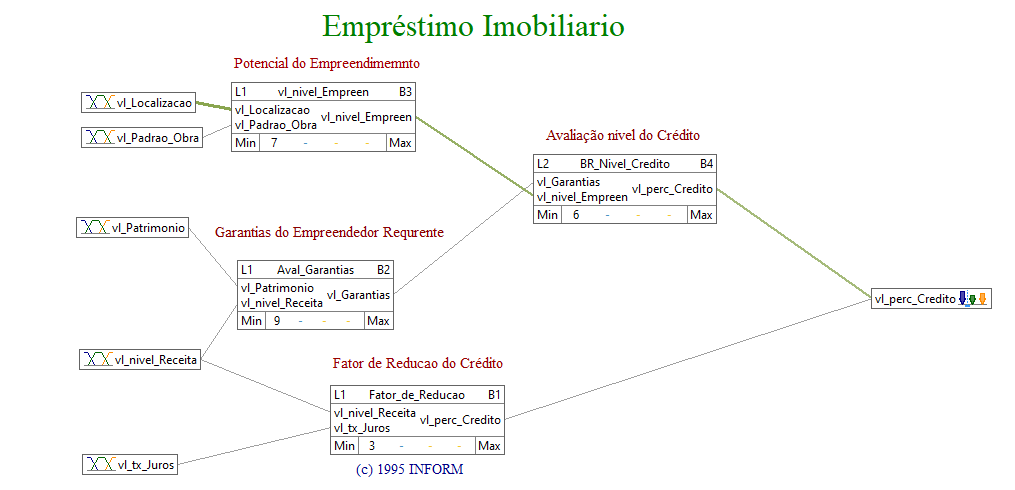 Empréstimo Imobiliario
Potencial do Empreendimemnto
L1 vl_nivel_Empreen B3
vl_Localizacao
vl_Padrao_Obra
vl_nivel_Empreen
Min 7 - - - Max
vl_Localizacao
vl_Padrao_Obra
Avaliação nivel do Crédito
L2 BR_Nivel_Credito B4
vl_Garantias
vl_nivel_Empreen
vl_perc_Credito
Min 6 - - - Max
vl_Patrimonio
Garantias do Empreendedor Requrente
L1 Aval_Garantias B2
vl_Patrimonio
vl_nivel_Receita
vl_Garantias
Min 9 - - - Max
vl_perc_Credito
vl_nivel_Receita
Fator de Reducao do Crédito
L1 Fator_de_Reducao B1
vl_nivel_Receita
vl_tx_Juros
vl_perc_Credito
Min 3 - - - Max
vl_tx_Juros
(c) 1995 INFORM